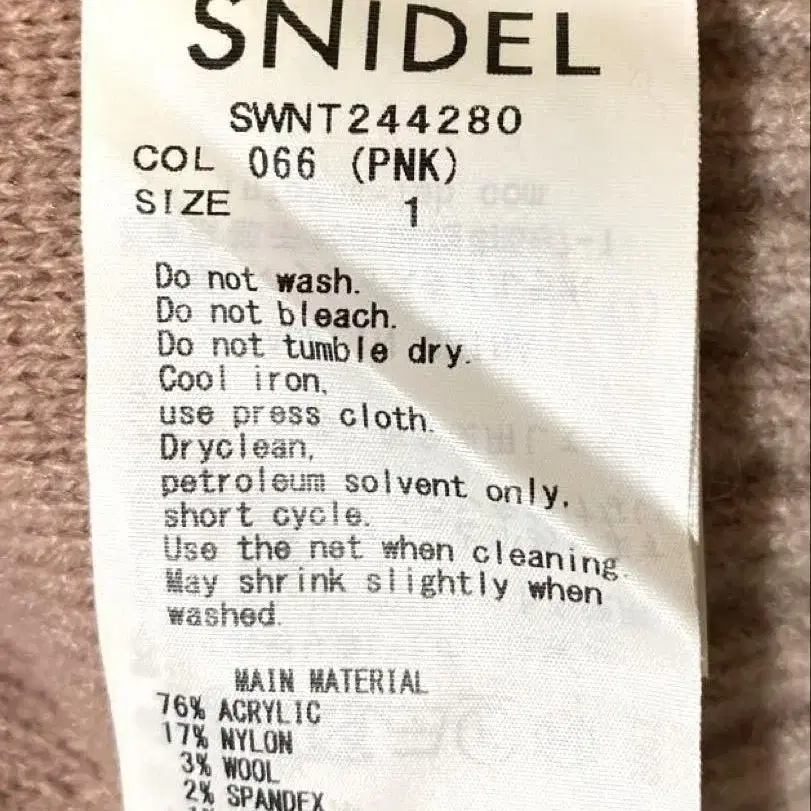 SNIDEL
SWNT244280
COL 066 (PNK)
SIZE 1
Do not wash.
Do not bleach.
Do not tumble dry.
Cool iron,
use press cloth.
Dryclean,
petroleum solvent only,
short cycle.
Use the net when cleaning.
May shrink slightly when
washed.
MAIN MATERIAL
76% ACRYLIC
17% NYLON
3% WOOL
2% SPANDEX